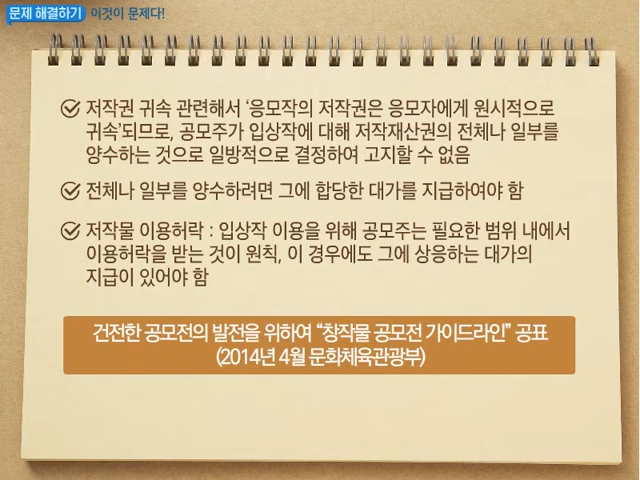 문제 해결하기 이것이 문제다!
저작권 귀속 관련해서 ‘응모작의 저작권은 응모자에게 원시적으로
귀속’되므로, 공모주가 입상작에 대해 저작재산권의 전체나 일부를
양수하는 것으로 일방적으로 결정하여 고지할 수 없음
전체나 일부를 양수하려면 그에 합당한 대가를 지급하여야 함
저작물 이용허락 : 입상작 이용을 위해 공모주는 필요한 범위 내에서
이용허락을 받는 것이 원칙, 이 경우에도 그에 상응하는 대가의
지급이 있어야 함
건전한 공모전의 발전을 위하여 “창작물 공모전 가이드라인” 공표
(2014년 4월 문화체육관광부)